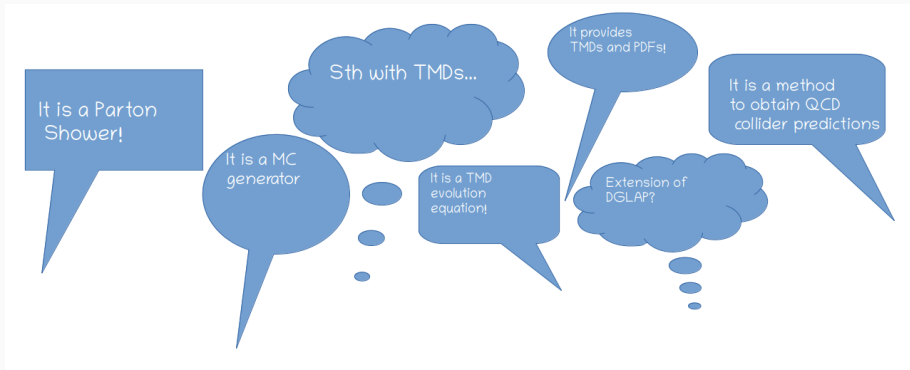 It is a Parton
Shower!
It is a MC
generator
Sth with TMDs...
It is a TMD
evolution
equation!
It provides
TMDs and PDFs!
Extension of
DGLAP?
It is a method
to obtain QCD
collider predictions